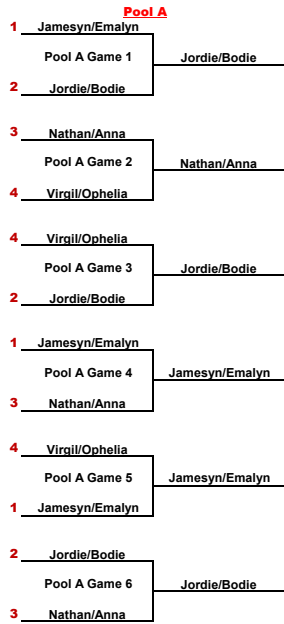 Pool A
1 Jamesyn/Emalyn
Pool A Game 1 Jordie/Bodie
2 Jordie/Bodie
3 Nathan/Anna
Pool A Game 2 Nathan/Anna
4 Virgil/Ophelia
4 Virgil/Ophelia
Pool A Game 3 Jordie/Bodie
2 Jordie/Bodie
1 Jamesyn/Emalyn
Pool A Game 4 Jamesyn/Emalyn
3 Nathan/Anna
4 Virgil/Ophelia
Pool A Game 5 Jamesyn/Emalyn
1 Jamesyn/Emalyn
2 Jordie/Bodie
Pool A Game 6 Jordie/Bodie
3 Nathan/Anna